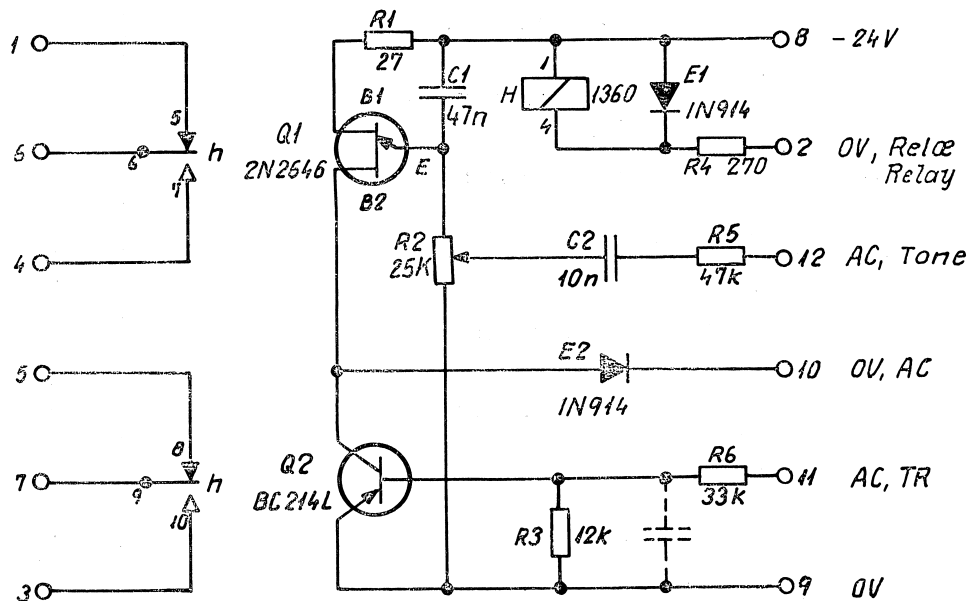 1
5
h
6
6
7
4
5
8
h
7
9
10
3
R1
27
C1
47n
B1
Q1
2N2646
E
B2
R2
25K
1
H
1360
4
E1
1N914
R4 270
C2
10n
R5
47k
E2
1N914
Q2
BC214L
R3
12k
R6
33k
8 -24V
2 0V, Relæ
Relay
12 AC, Tone
10 0V, AC
11 AC, TR
9 0V